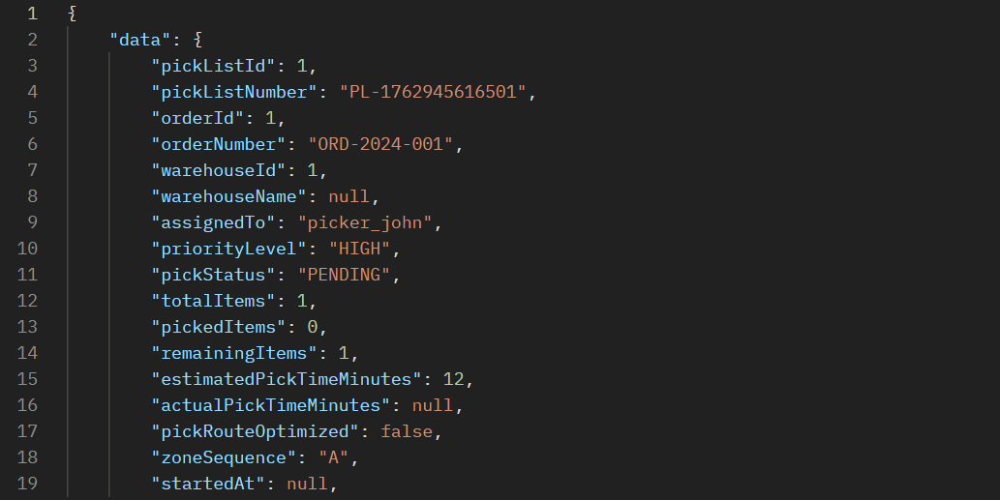 1 {
2     "data": {
3         "pickListId": 1,
4         "pickListNumber": "PL-1762945616501",
5         "orderId": 1,
6         "orderNumber": "ORD-2024-001",
7         "warehouseId": 1,
8         "warehouseName": null,
9         "assignedTo": "picker_john",
10         "priorityLevel": "HIGH",
11         "pickStatus": "PENDING",
12         "totalItems": 1,
13         "pickedItems": 0,
14         "remainingItems": 1,
15         "estimatedPickTimeMinutes": 12,
16         "actualPickTimeMinutes": null,
17         "pickRouteOptimized": false,
18         "zoneSequence": "A",
19         "startedAt": null,